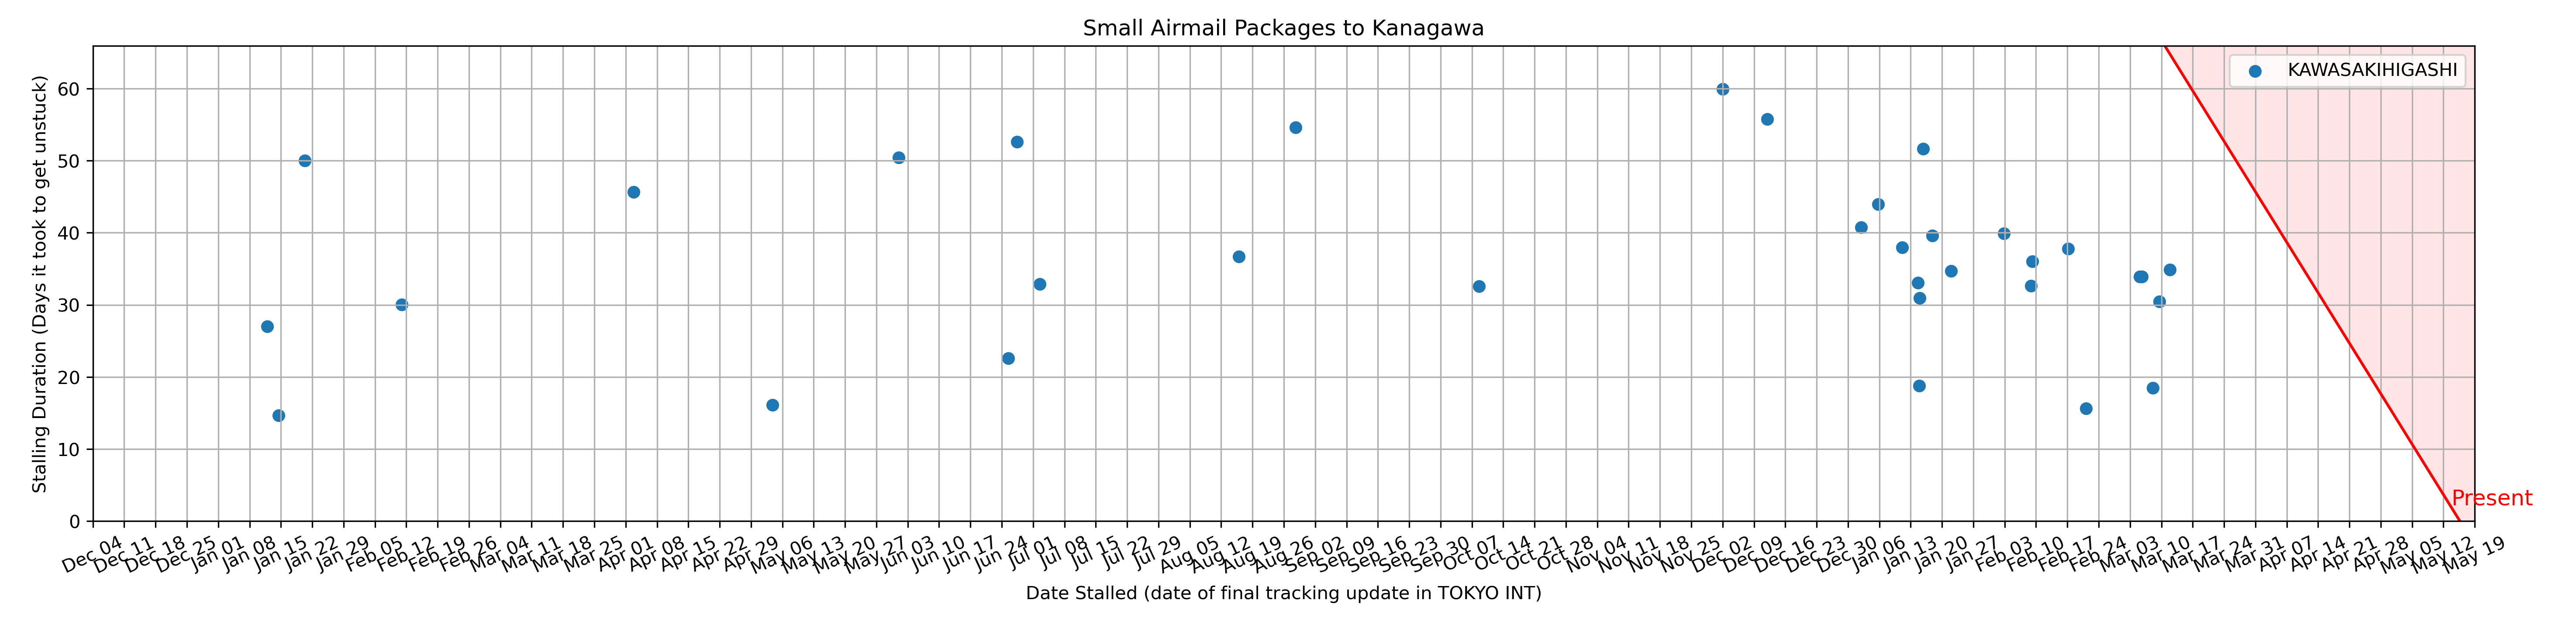 Small Airmail Packages to Kanagawa
KAWASAKIHIGASHI
Stalling Duration (Days it took to get unstuck)
60
50
40
30
20
10
0
Present
Dec 04
Dec 11
Dec 18
Dec 25
Jan 01
Jan 08
Jan 15
Jan 22
Jan 29
Feb 05
Feb 12
Feb 19
Feb 26
Mar 04
Mar 11
Mar 18
Mar 25
Apr 01
Apr 08
Apr 15
Apr 22
Apr 29
May 06
May 13
May 20
May 27
Jun 03
Jun 10
Jun 17
Jun 24
Jul 01
Jul 08
Jul 15
Jul 22
Jul 29
Aug 05
Aug 12
Aug 19
Aug 26
Sep 02
Sep 09
Sep 16
Sep 23
Sep 30
Oct 07
Oct 14
Oct 21
Oct 28
Nov 04
Nov 11
Nov 18
Nov 25
Dec 02
Dec 09
Dec 16
Dec 23
Dec 30
Jan 06
Jan 13
Jan 20
Jan 27
Feb 03
Feb 10
Feb 17
Feb 24
Mar 03
Mar 10
Mar 17
Mar 24
Mar 31
Apr 07
Apr 14
Apr 21
Apr 28
May 05
May 12
May 19
Date Stalled (date of final tracking update in TOKYO INT)